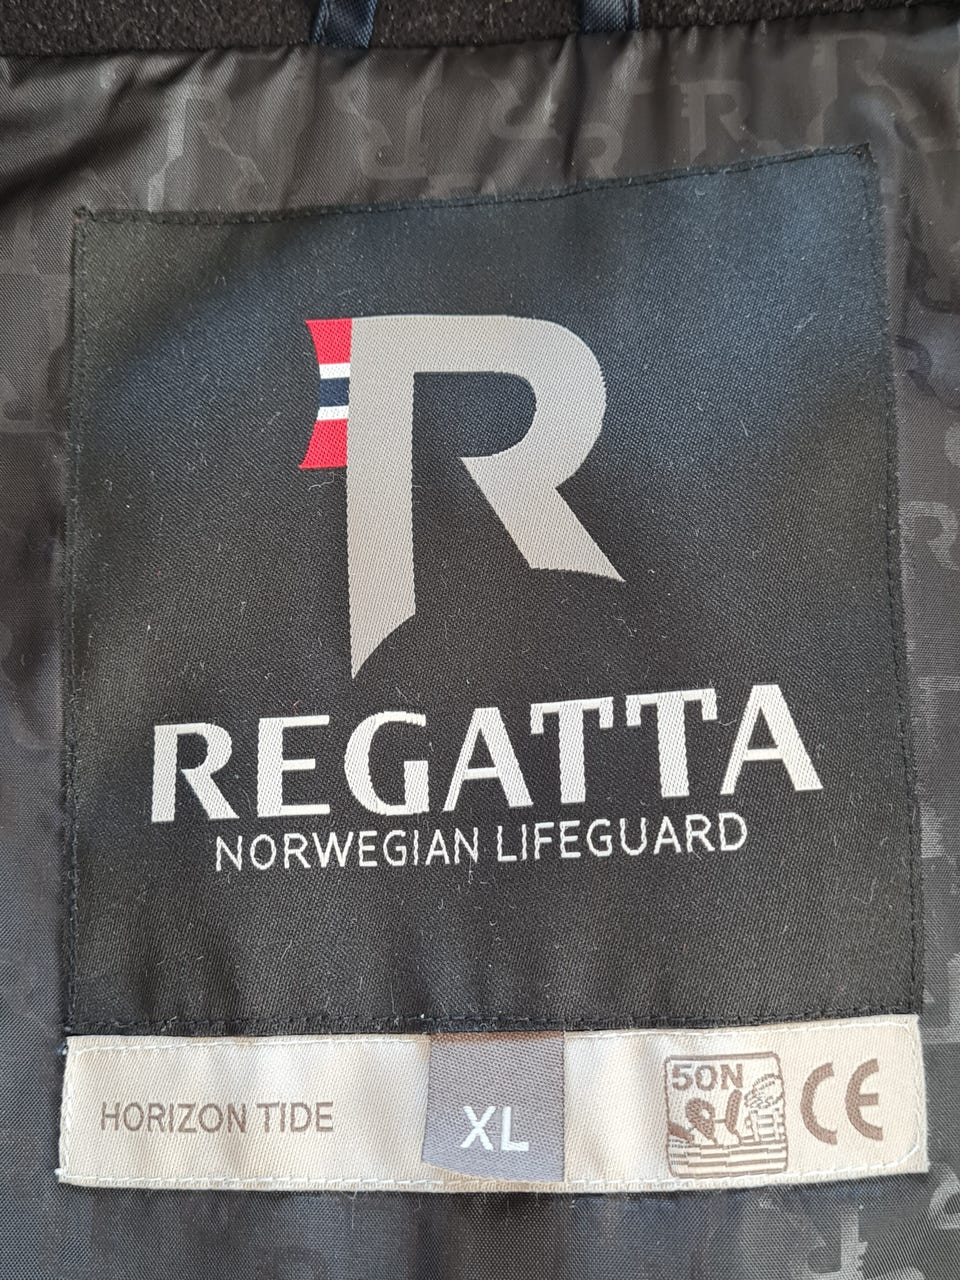 R
REGATTA
NORWEGIAN LIFEGUARD
HORIZON TIDE
XL
50N
CE